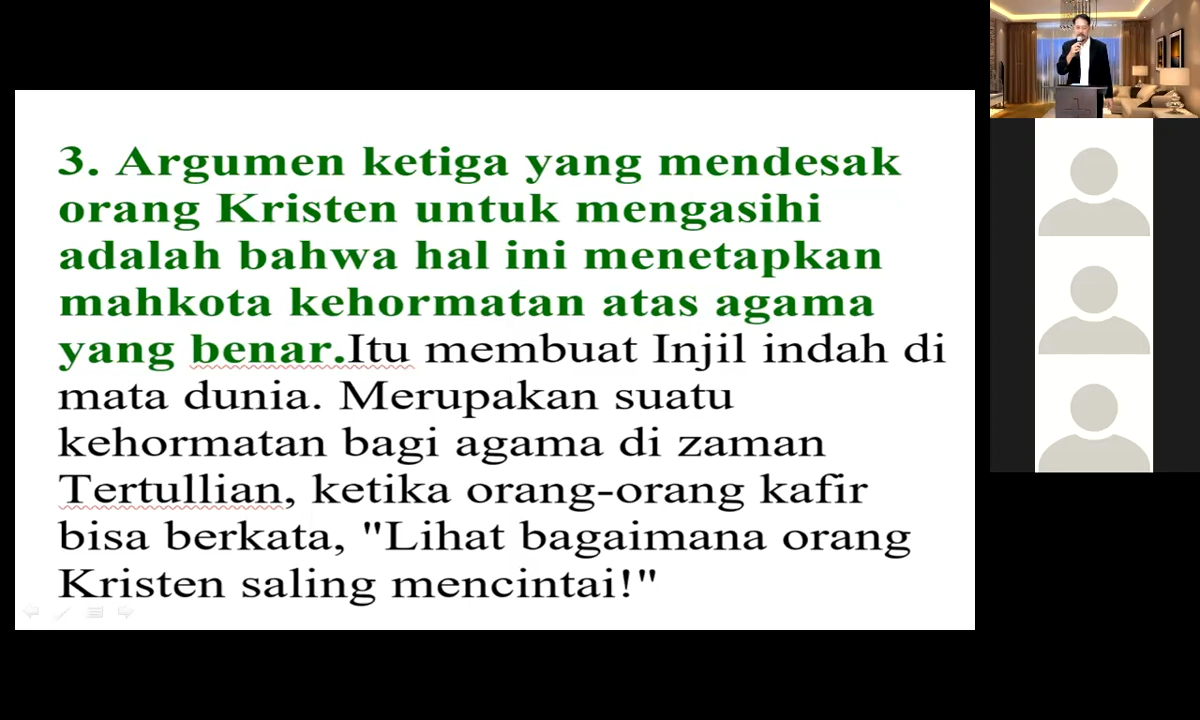 3. Argumen ketiga yang mendesak
orang Kristen untuk mengasihi
adalah bahwa hal ini menetapkan
mahkota kehormatan atas agama
yang benar.Itu membuat Injil indah di
mata dunia. Merupakan suatu
kehormatan bagi agama di zaman
Tertullian, ketika orang-orang kafir
bisa berkata, "Lihat bagaimana orang
Kristen saling mencintai!"